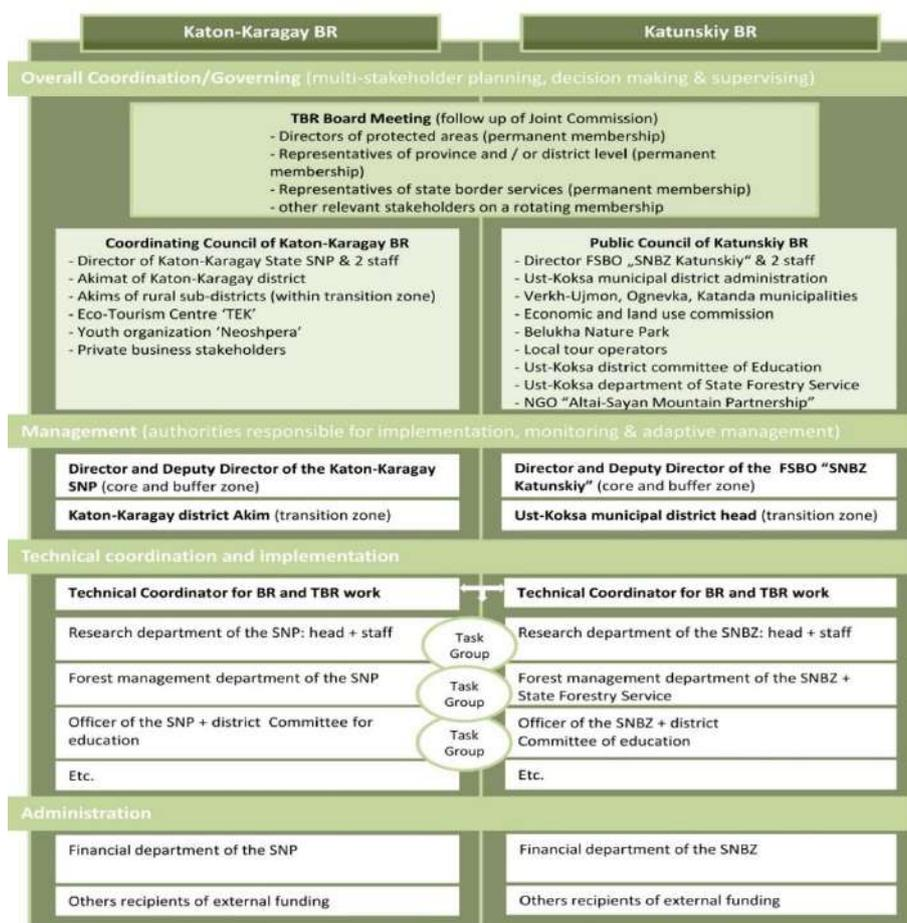 Katon-Karagay BR
Katunskiy BR
Overall Coordination/Governing (multi-stakeholder planning, decision making & supervising)
TBR Board Meeting (follow up of Joint Commission)
- Directors of protected areas (permanent membership)
- Representatives of province and / or district level (permanent
membership)
- Representatives of state border services (permanent membership)
- other relevant stakeholders on a rotating membership
Coordinating Council of Katon-Karagay BR
- Director of Katon-Karagay State SNP & 2 staff
- Akimat of Katon-Karagay district
- Akims of rural sub-districts (within transition zone)
- Eco-Tourism Centre 'TEK'
- Youth organization 'Neoshpera'
- Private business stakeholders
Public Council of Katunskiy BR
- Director FSBO „SNBZ Katunskiy" & 2 staff
- Ust-Koksa municipal district administration
- Verkh-Ujmon, Ognevka, Katanda municipalities
- Economic and land use commission
- Belukha Nature Park
- Local tour operators
- Ust-Koksa district committee of Education
- Ust-Koksa department of State Forestry Service
- NGO "Altai-Sayan Mountain Partnership"
Management (authorities responsible for implementation, monitoring & adaptive management)
Director and Deputy Director of the Katon-Karagay
SNP (core and buffer zone)
Director and Deputy Director of the FSBO "SNBZ
Katunskiy" (core and buffer zone)
Katon-Karagay district Akim (transition zone)
Ust-Koksa municipal district head (transition zone)
Technical coordination and implementation
Technical Coordinator for BR and TBR work
Technical Coordinator for BR and TBR work
Research department of the SNP: head + staff
Task
Group
Research department of the SNBZ: head + staff
Forest management department of the SNP
Task
Group
Forest management department of the SNBZ +
State Forestry Service
Officer of the SNP + district Committee for
education
Task
Group
Officer of the SNBZ + district
Committee of education
Etc.
Etc.
Administration
Financial department of the SNP
Financial department of the SNBZ
Others recipients of external funding
Others recipients of external funding